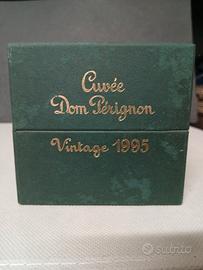 Cuvée
Dom Pérignon
Vintage 1995
subito